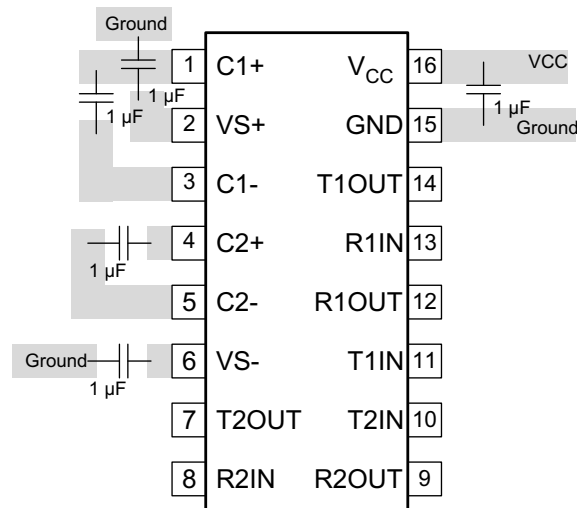 Ground
1 C1+ VCC 16 VCC
1 µF 1 µF 1 µF
2 VS+ GND 15 Ground
3 C1- T1OUT 14
4 C2+ R1IN 13
1 µF
5 C2- R1OUT 12
Ground 6 VS- T1IN 11
1 µF
7 T2OUT T2IN 10
8 R2IN R2OUT 9